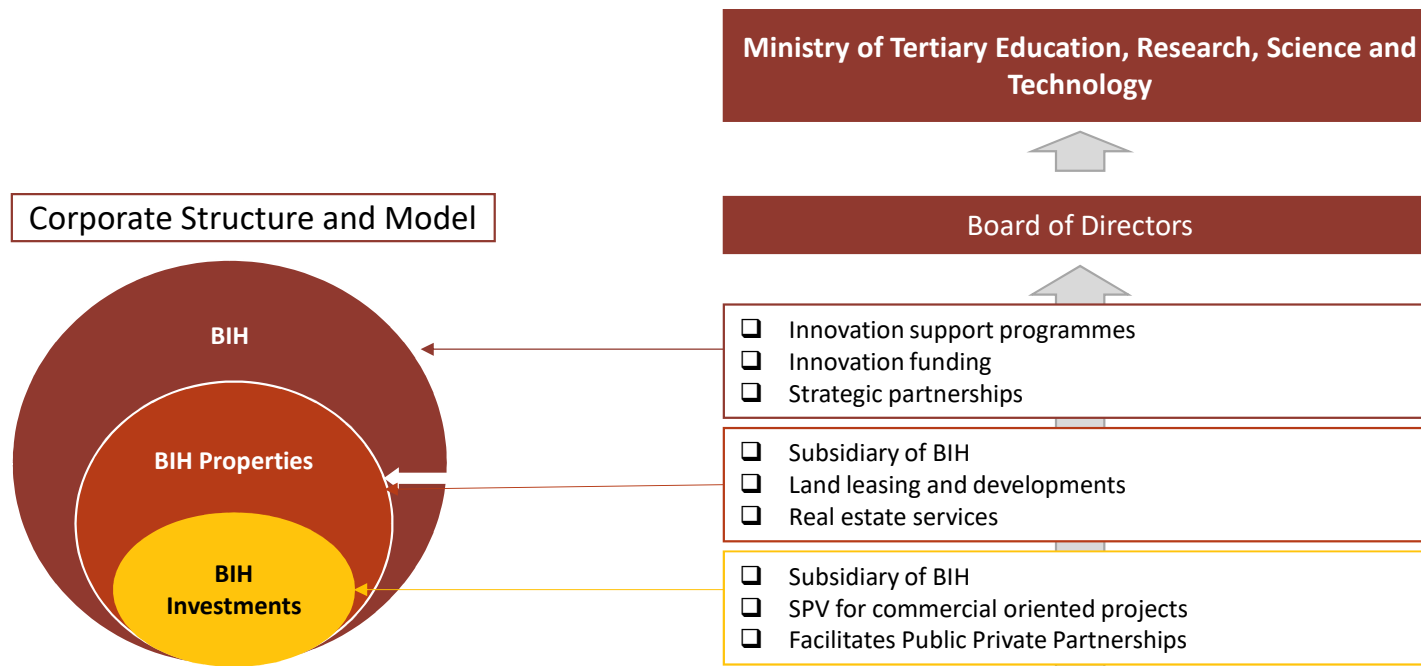 Ministry of Tertiary Education, Research, Science and
Technology
Corporate Structure and Model
Board of Directors
BIH
Innovation support programmes
Innovation funding
Strategic partnerships
BIH Properties
Subsidiary of BIH
Land leasing and developments
Real estate services
BIH
Investments
Subsidiary of BIH
SPV for commercial oriented projects
Facilitates Public Private Partnerships